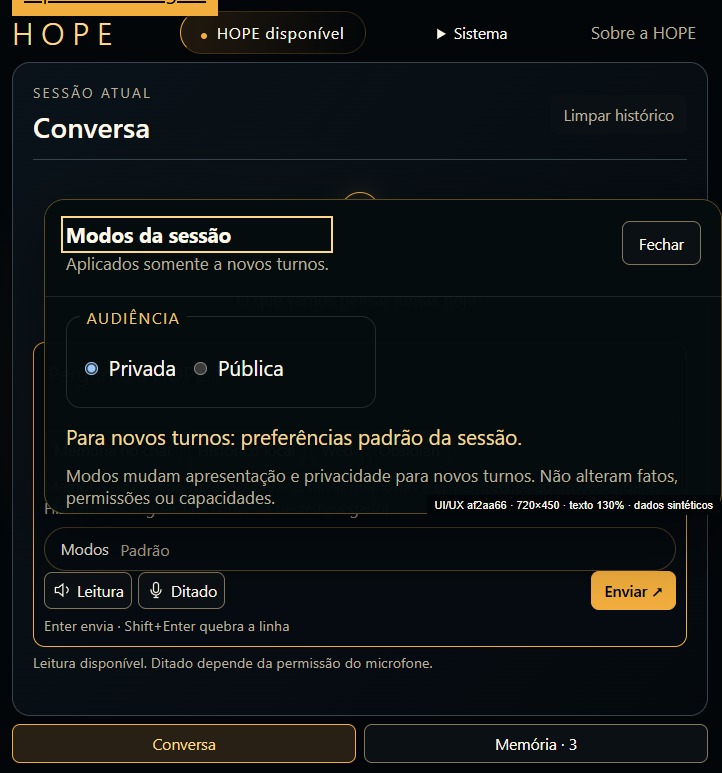 HOPE
HOPE disponível
Sistema
Sobre a HOPE
SESSÃO ATUAL
Conversa
Limpar histórico
Modos da sessão
Aplicados somente a novos turnos.
Fechar
AUDIÊNCIA
Privada
Pública
Para novos turnos: preferências padrão da sessão.
Modos mudam apresentação e privacidade para novos turnos. Não alteram fatos,
permissões ou capacidades.
UI/UX af2aa66 · 720×450 · texto 130% · dados sintéticos
Modos Padrão
Leitura
Ditado
Enviar ↗
Enter envia · Shift+Enter quebra a linha
Leitura disponível. Ditado depende da permissão do microfone.
Conversa
Memória · 3